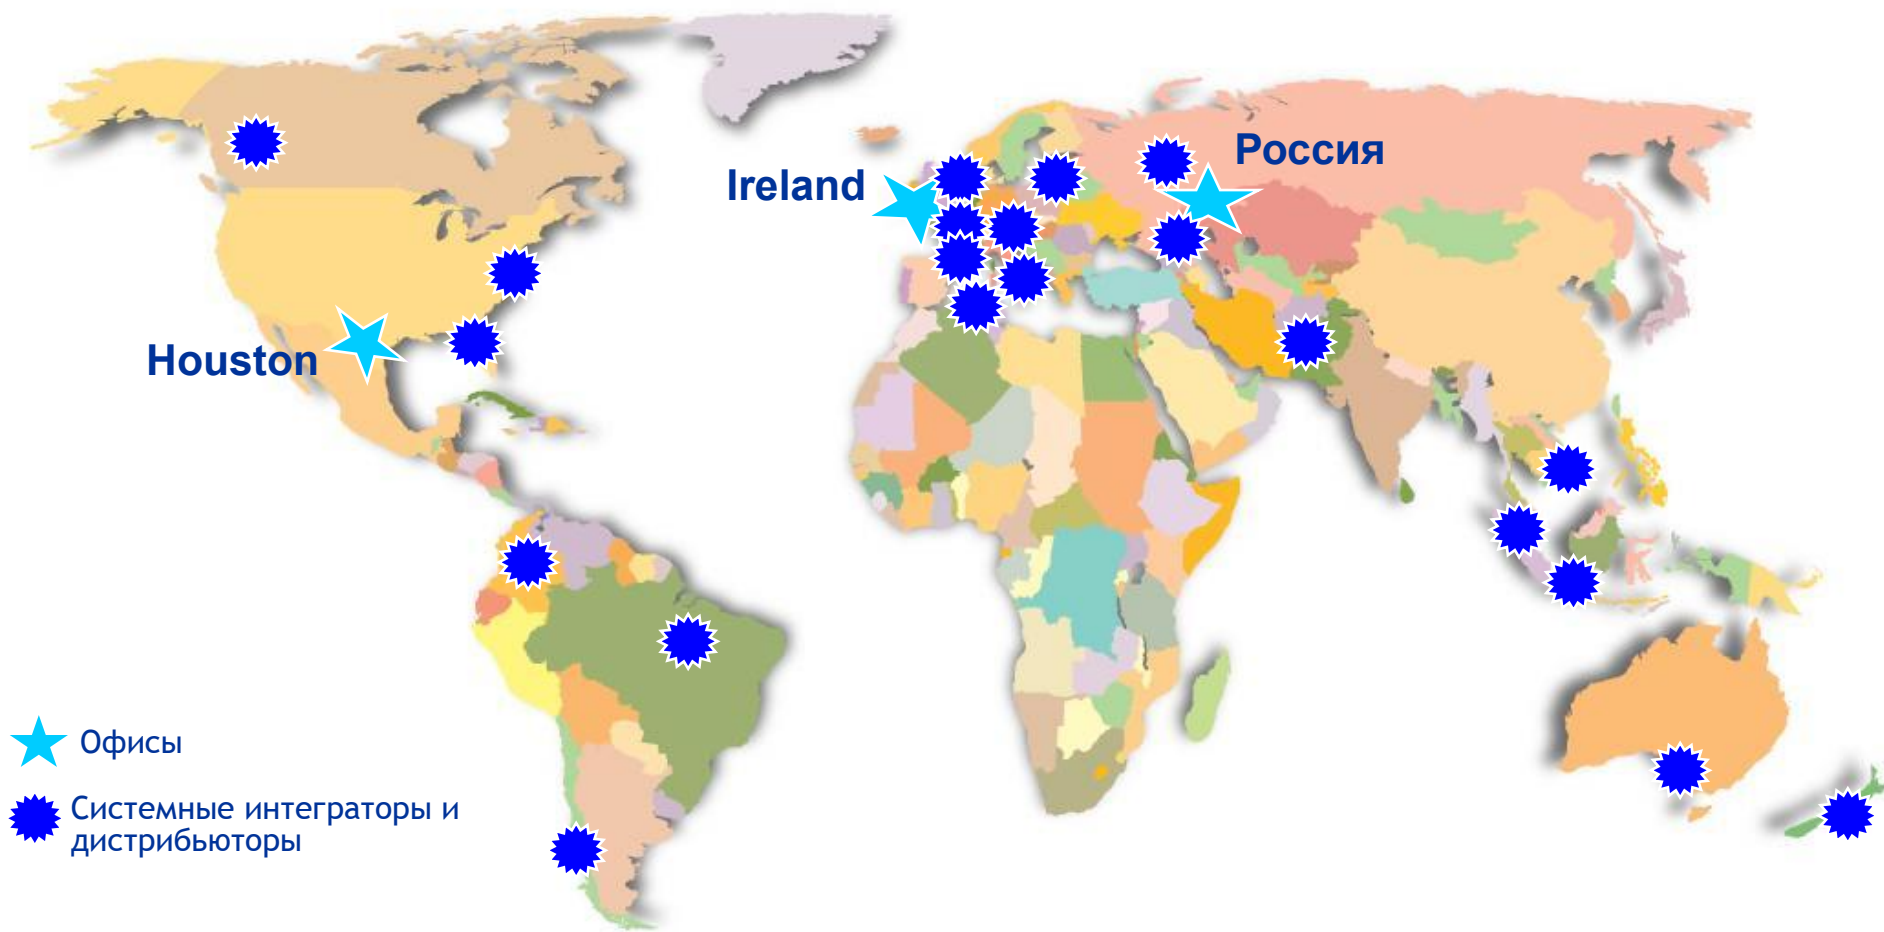 Россия
Ireland
Houston
Офисы
Системные интеграторы и
дистрибьюторы